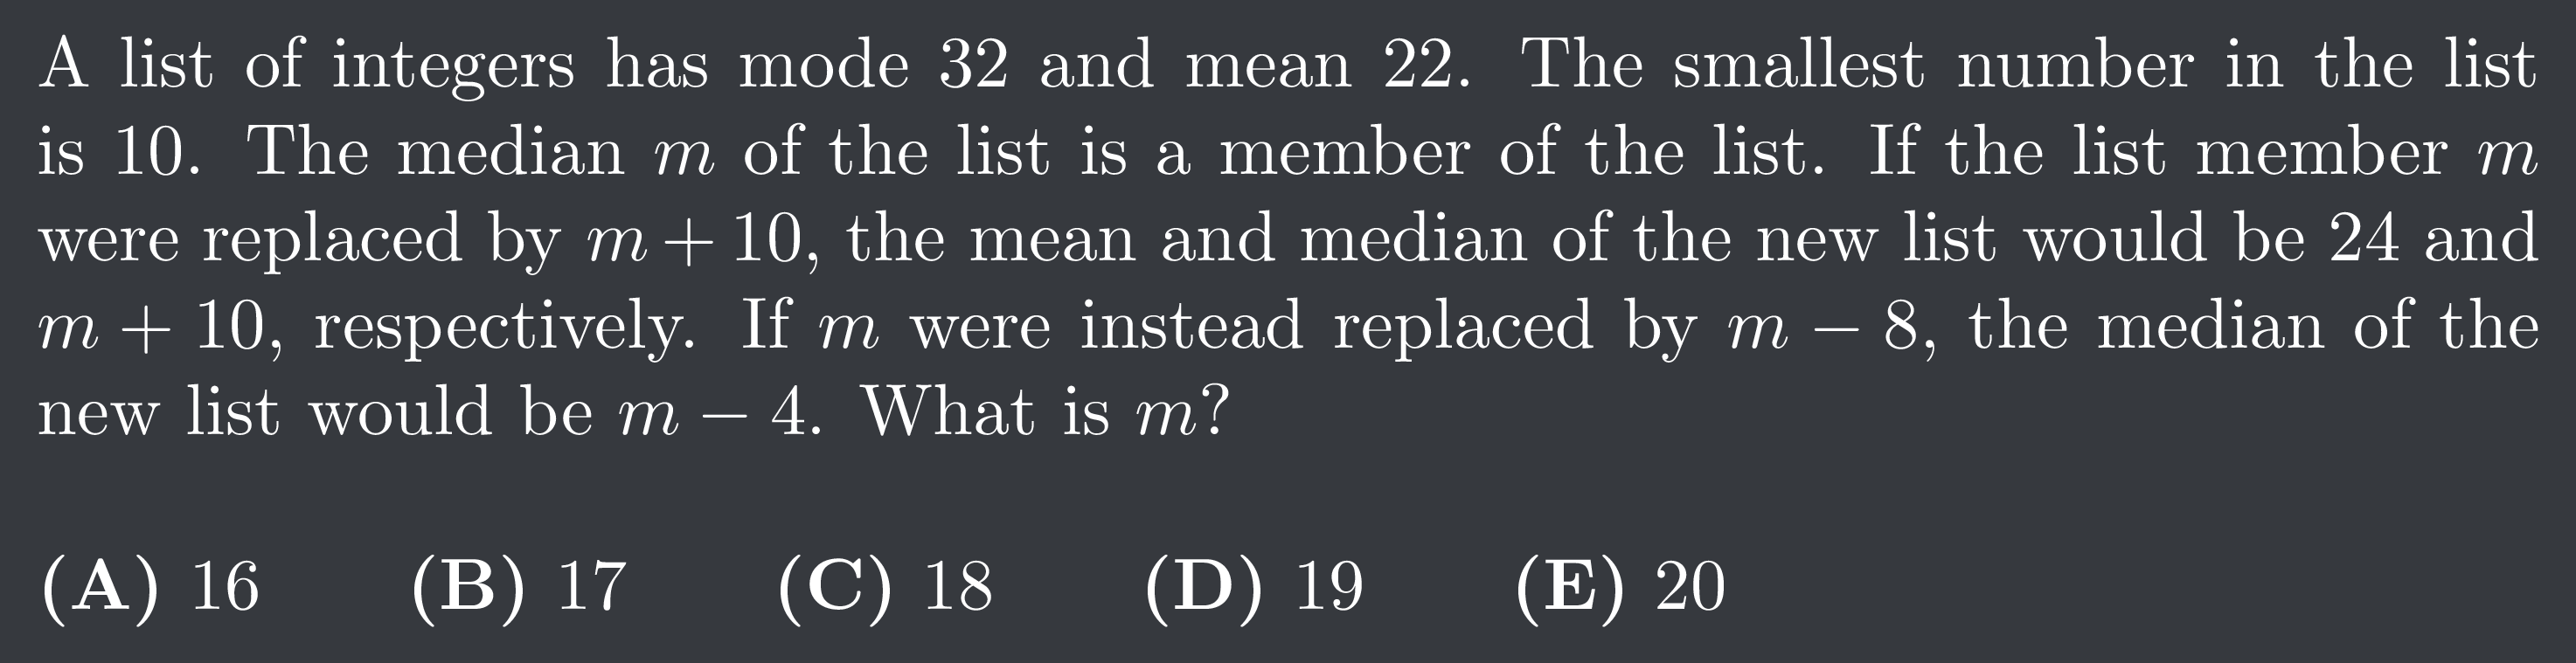 A list of integers has mode 32 and mean 22. The smallest number in the list
is 10. The median m of the list is a member of the list. If the list member m
were replaced by m + 10, the mean and median of the new list would be 24 and
m + 10, respectively. If m were instead replaced by m − 8, the median of the
new list would be m − 4. What is m?
(A) 16 (B) 17 (C) 18 (D) 19 (E) 20